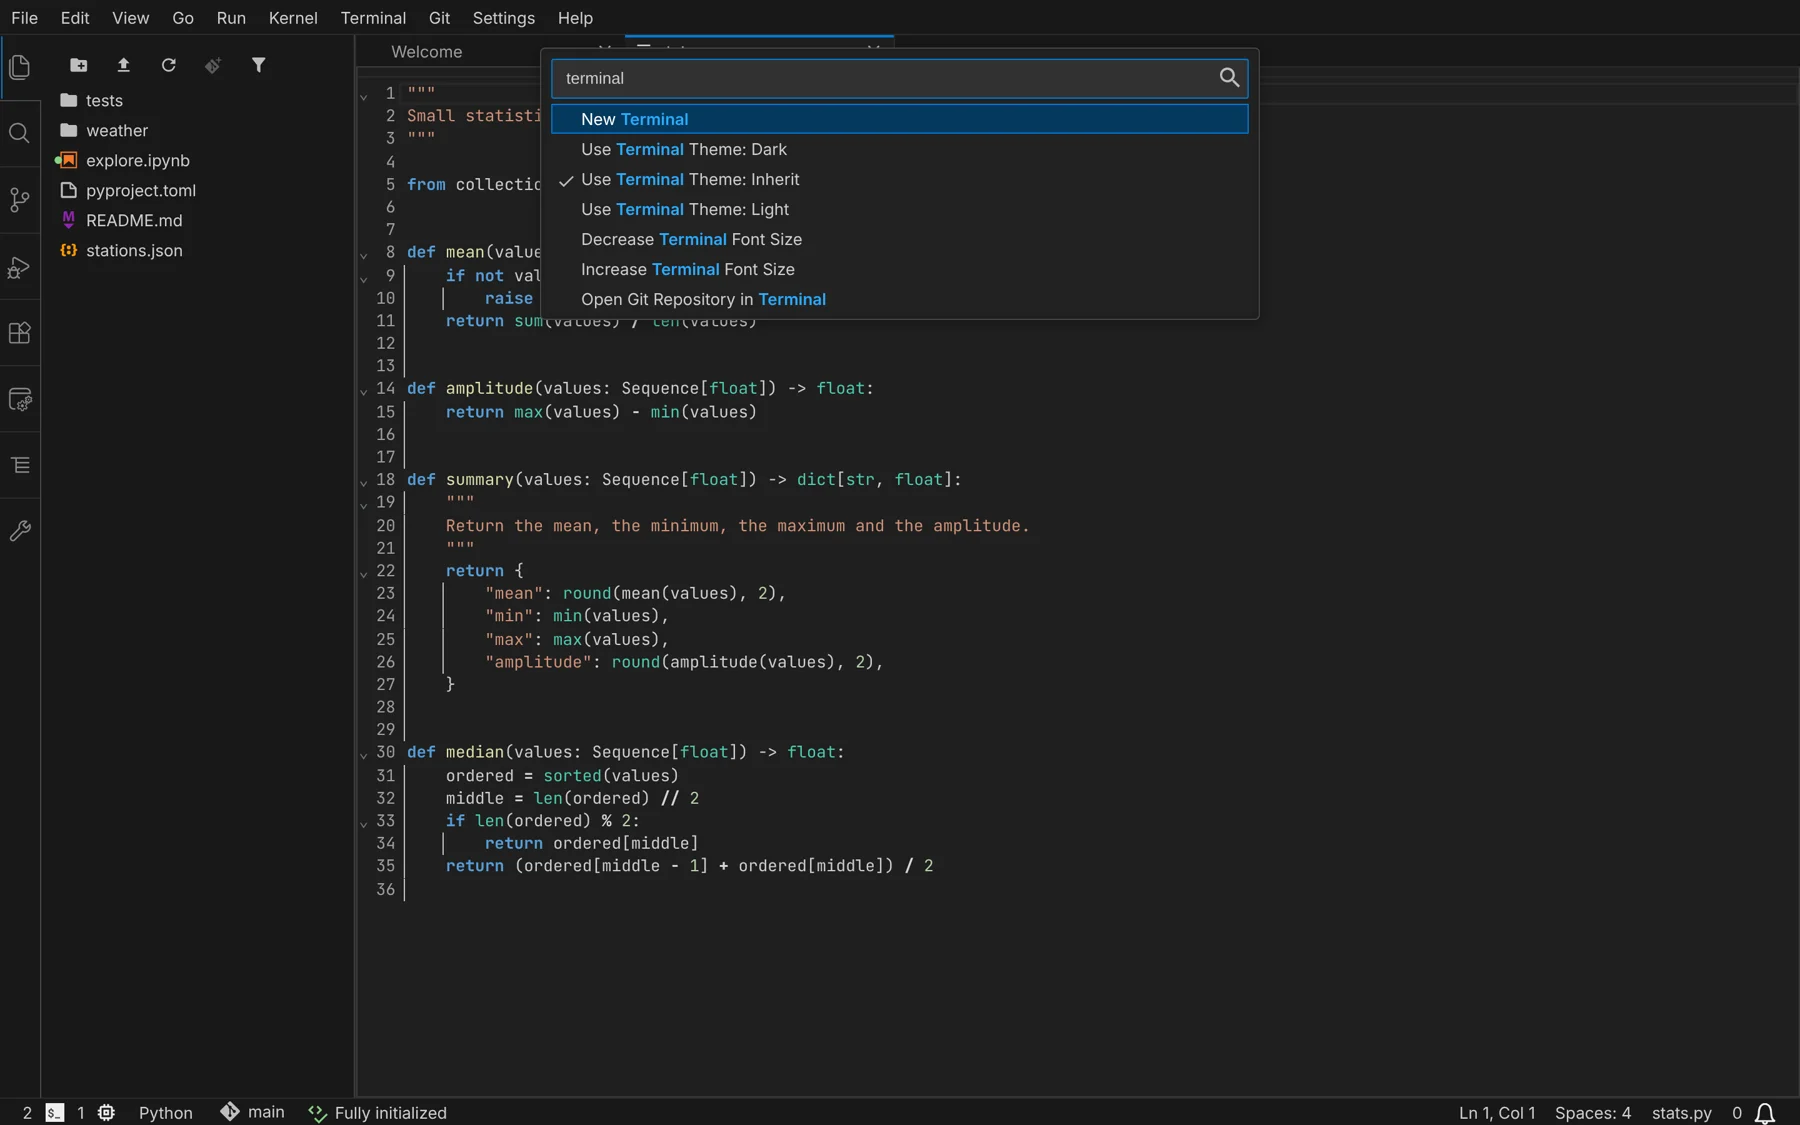 File Edit View Go Run Kernel Terminal Git Settings Help
tests
weather
explore.ipynb
pyproject.toml
README.md
stations.json
Welcome
terminal
New Terminal
Use Terminal Theme: Dark
Use Terminal Theme: Inherit
Use Terminal Theme: Light
Decrease Terminal Font Size
Increase Terminal Font Size
Open Git Repository in Terminal
1 """
2 Small statisti
3 """
4
5 from collectio
6
7
8 def mean(value
9 if not val
10 raise
11 return sum(values) / len(values)
12
13
14 def amplitude(values: Sequence[float]) -> float:
15 return max(values) - min(values)
16
17
18 def summary(values: Sequence[float]) -> dict[str, float]:
19 """
20 Return the mean, the minimum, the maximum and the amplitude.
21 """
22 return {
23 "mean": round(mean(values), 2),
24 "min": min(values),
25 "max": max(values),
26 "amplitude": round(amplitude(values), 2),
27 }
28
29
30 def median(values: Sequence[float]) -> float:
31 ordered = sorted(values)
32 middle = len(ordered) // 2
33 if len(ordered) % 2:
34 return ordered[middle]
35 return (ordered[middle - 1] + ordered[middle]) / 2
36
2 1 Python main Fully initialized Ln 1, Col 1 Spaces: 4 stats.py 0